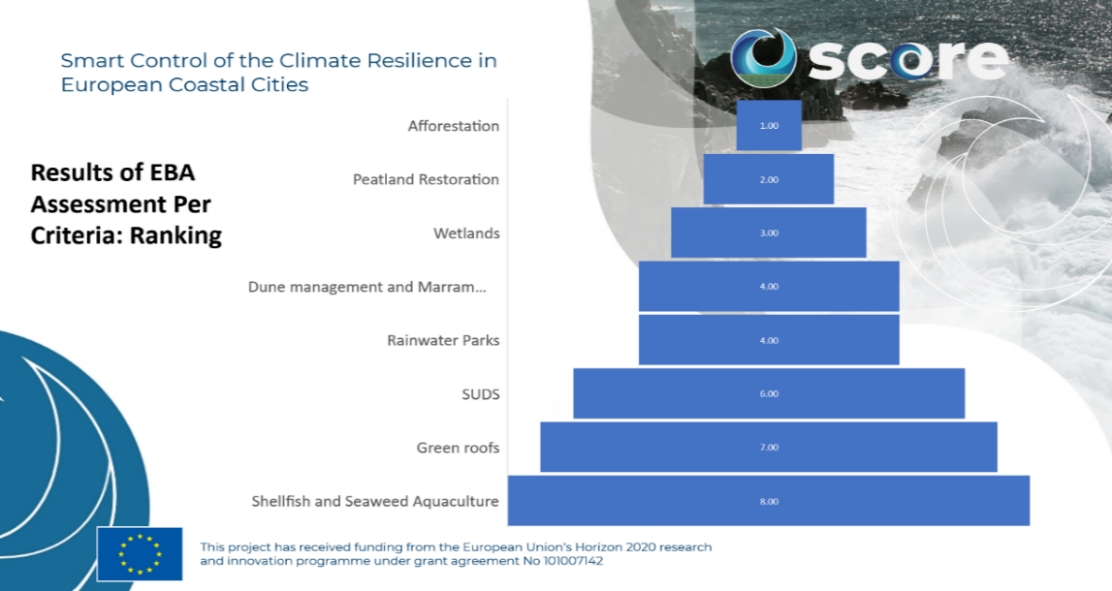 Smart Control of the Climate Resilience in
European Coastal Cities
score
Results of EBA
Assessment Per
Criteria: Ranking
Afforestation 1.00
Peatland Restoration 2.00
Wetlands 3.00
Dune management and Marram... 4.00
Rainwater Parks 4.00
SUDS 6.00
Green roofs 7.00
Shellfish and Seaweed Aquaculture 8.00
This project has received funding from the European Union's Horizon 2020 research
and innovation programme under grant agreement No 101007142